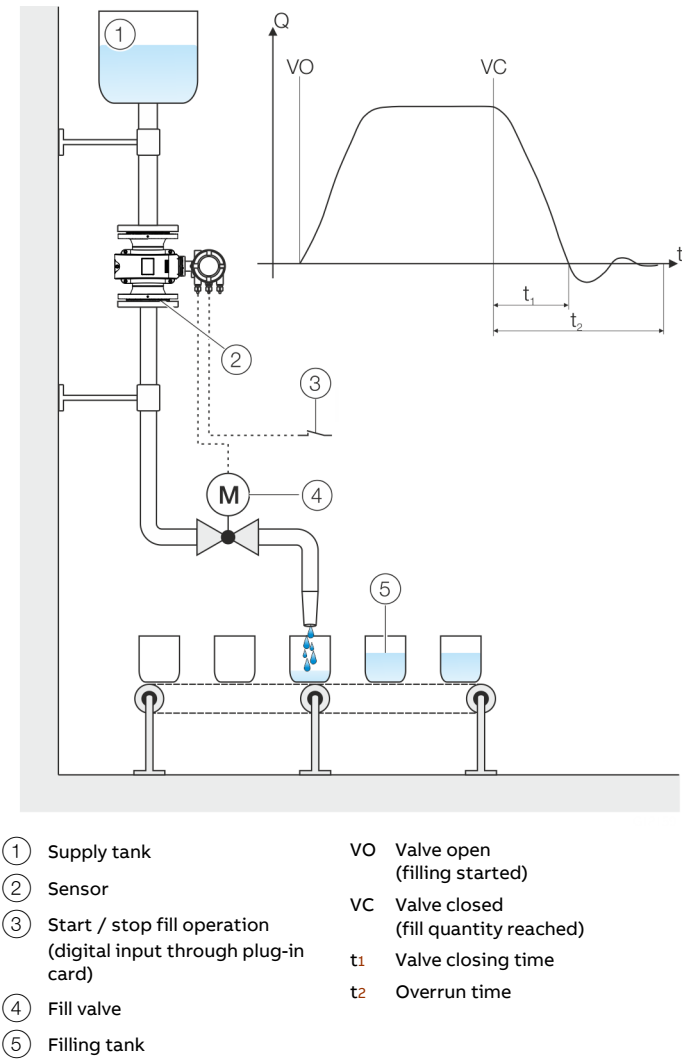 1
Q
VO
VC
t
t1
t2
2
3
M
4
5
1 Supply tank
2 Sensor
3 Start / stop fill operation
(digital input through plug-in
card)
4 Fill valve
5 Filling tank
VO Valve open
(filling started)
VC Valve closed
(fill quantity reached)
t1 Valve closing time
t2 Overrun time